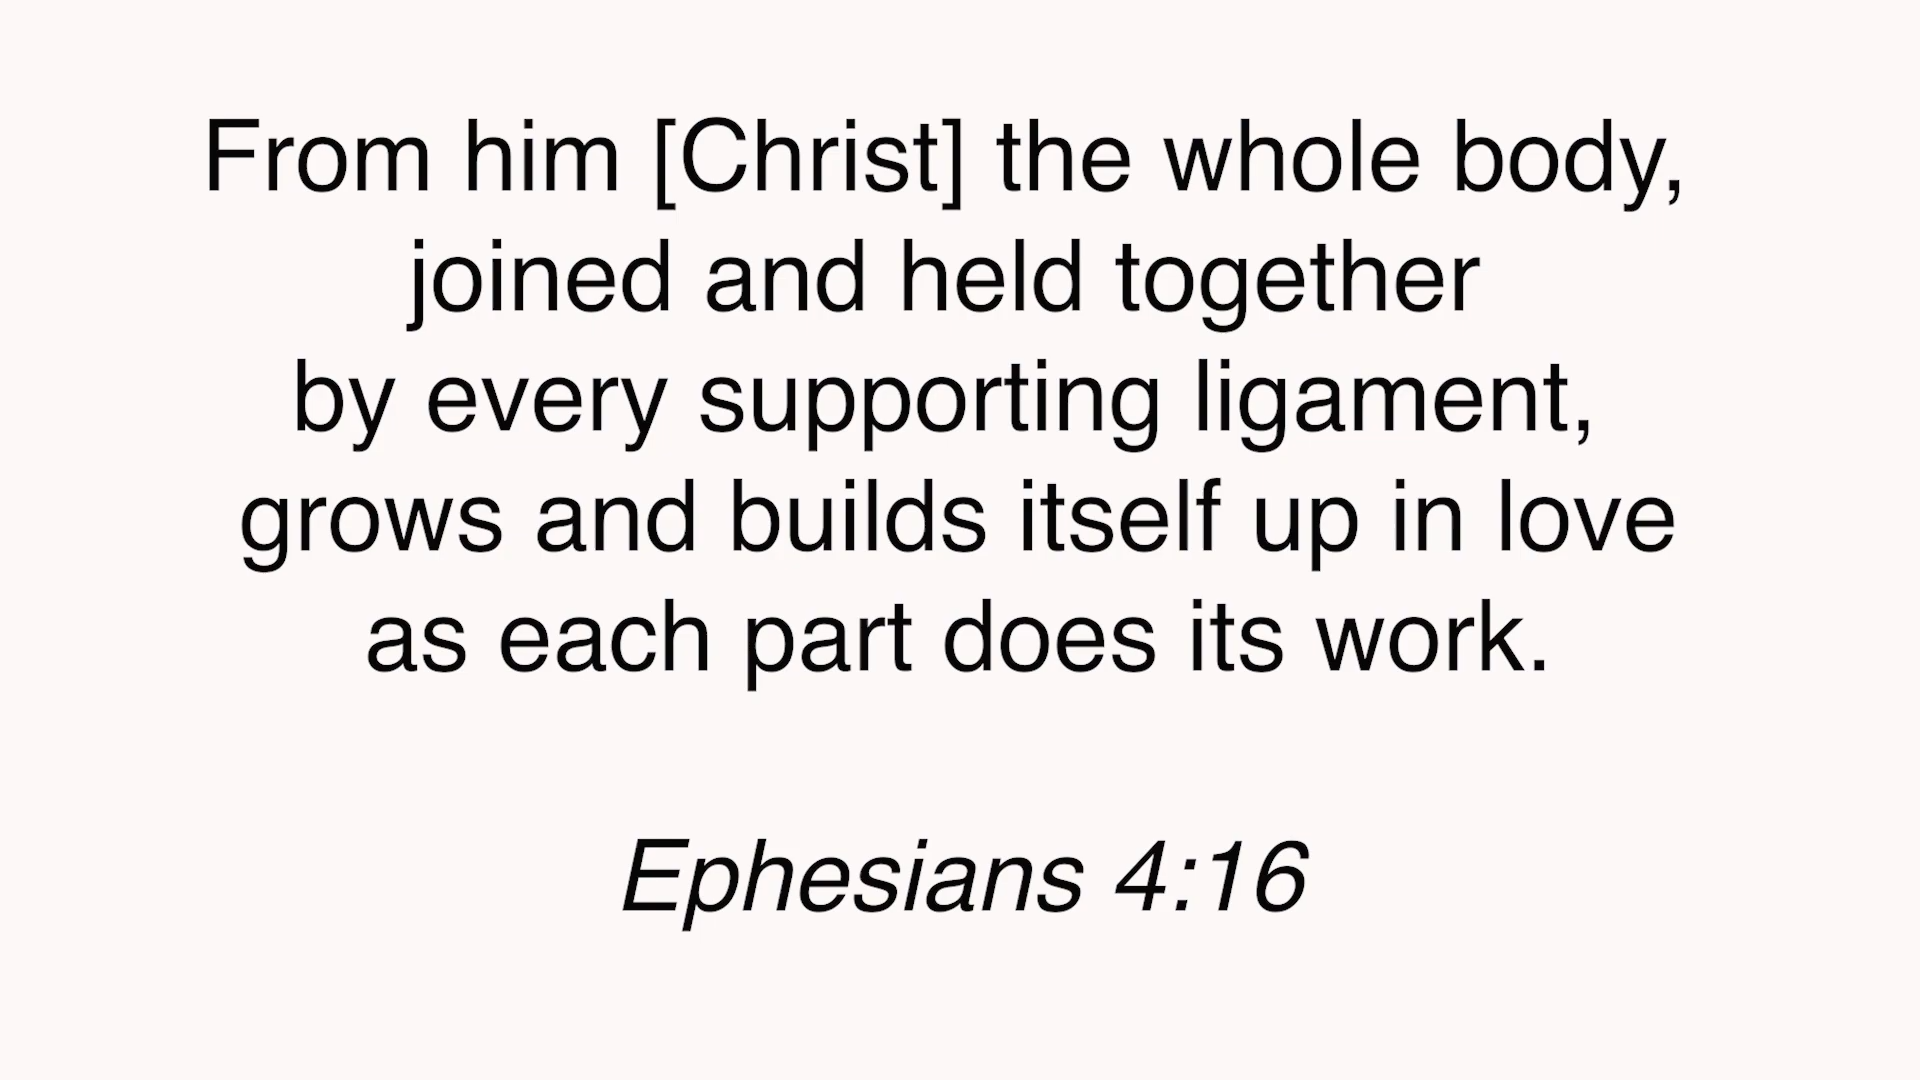 From him [Christ] the whole body,
joined and held together
by every supporting ligament,
grows and builds itself up in love
as each part does its work.
Ephesians 4:16